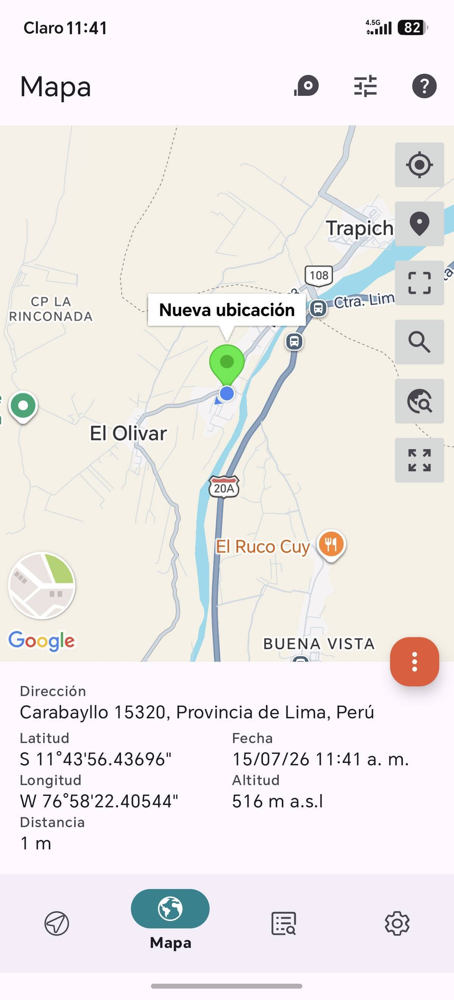 Claro 11:41
4.5G
82
Mapa
Trapich
108
Ctra. Lim
CP LA
RINCONADA
Nueva ubicación
El Olivar
20A
El Ruco Cuy
BUENA VISTA
Google
Dirección
Carabayllo 15320, Provincia de Lima, Perú
Latitud
Fecha
S 11°43'56.43696"
15/07/26 11:41 a. m.
Longitud
Altitud
W 76°58'22.40544"
516 m a.s.l
Distancia
1 m
Mapa